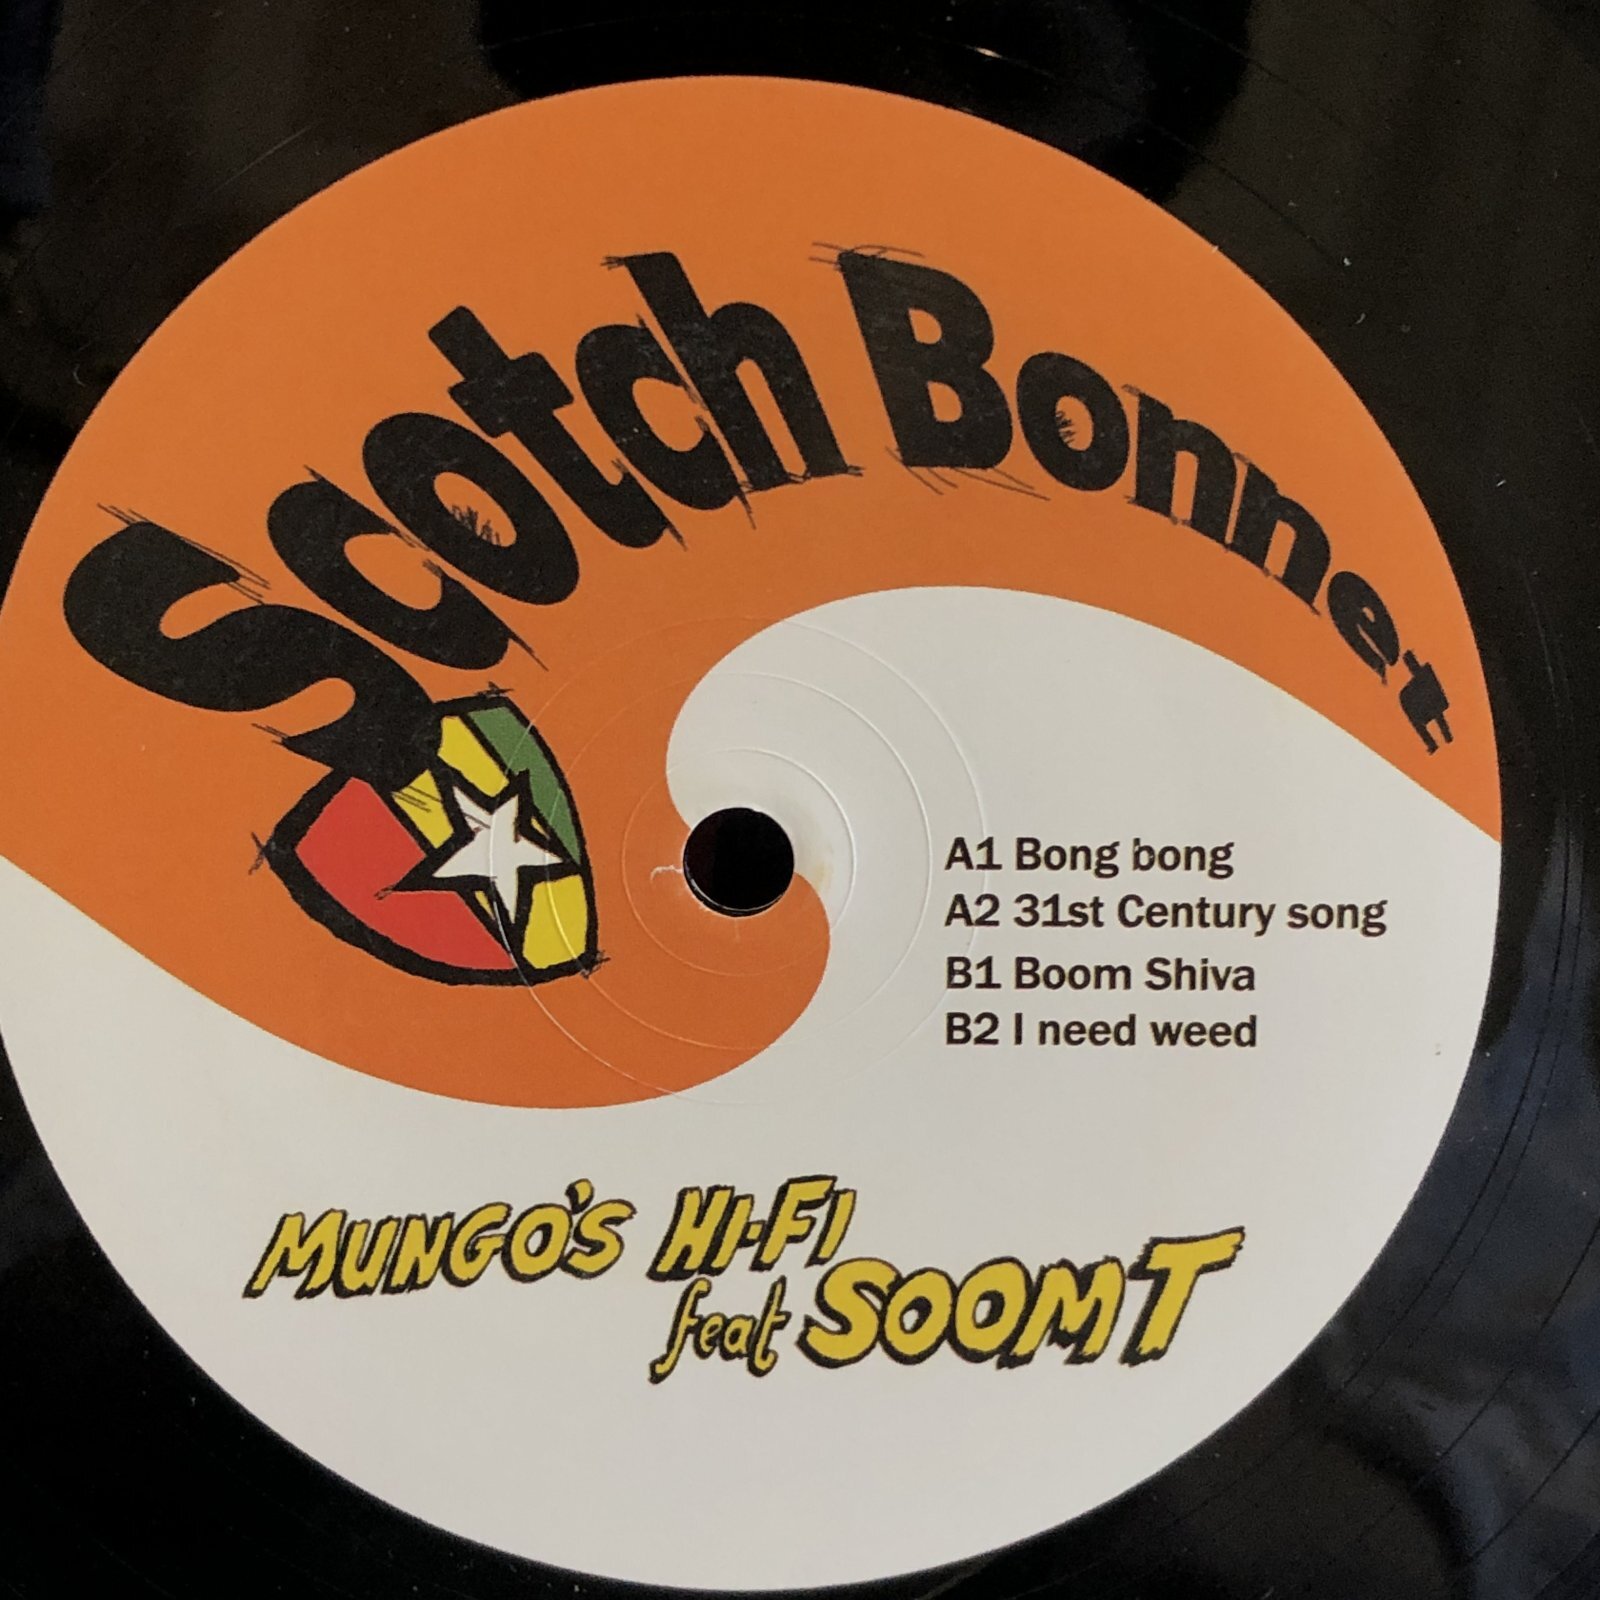 Scotch Bonnet
A1 Bong bong
A2 31st Century song
B1 Boom Shiva
B2 I need weed
MUNGO'S HI-FI
feat SOOM T